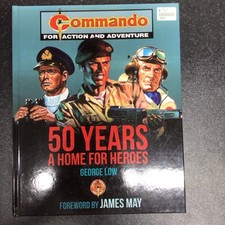 Commando
FOR ACTION AND ADVENTURE
50 YEARS
A HOME FOR HEROES
GEORGE LOW
FOREWORD BY JAMES MAY